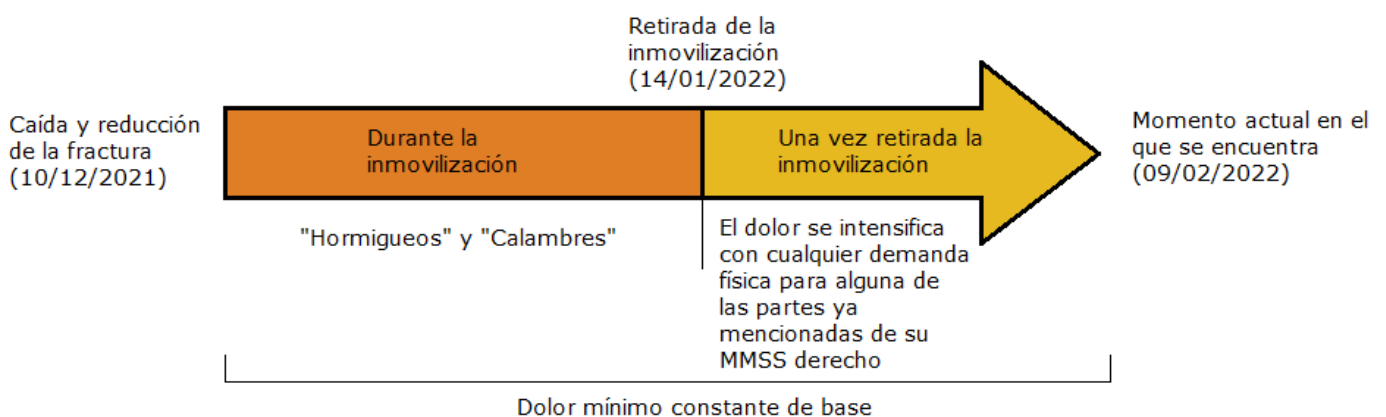 Caída y reducción
de la fractura
(10/12/2021)
Durante la
inmovilización
Retirada de la
inmovilización
(14/01/2022)
Una vez retirada la
inmovilización
Momento actual en el
que se encuentra
(09/02/2022)
"Hormigueos" y "Calambres"
El dolor se intensifica
con cualquier demanda
física para alguna de
las partes ya
mencionadas de su
MMSS derecho
Dolor mínimo constante de base